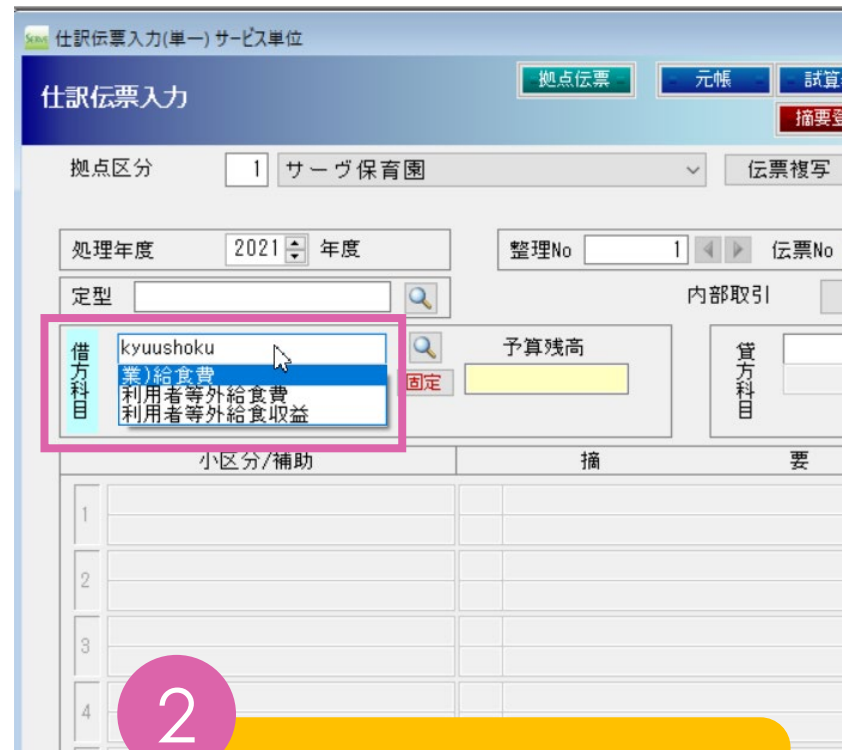 Serve 仕訳伝票入力(単一) サービス単位
仕訳伝票入力
拠点伝票 元帳 試算
摘要登
拠点区分 1 サーヴ保育園 伝票複写
処理年度 2021 年度 整理No 1 伝票No
定型 内部取引
借方科目 kyuushoku 予算残高 貸方科目
業)給食費 固定
利用者等外給食費
利用者等外給食収益
小区分/補助 摘 要
1
2
3
4
2